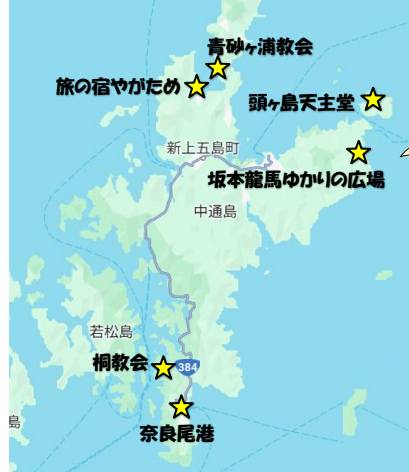 青砂ヶ浦教会
旅の宿やがため
頭ヶ島天主堂
新上五島町
坂本龍馬ゆかりの広場
中通島
若松島
桐教会
384
奈良尾港
島